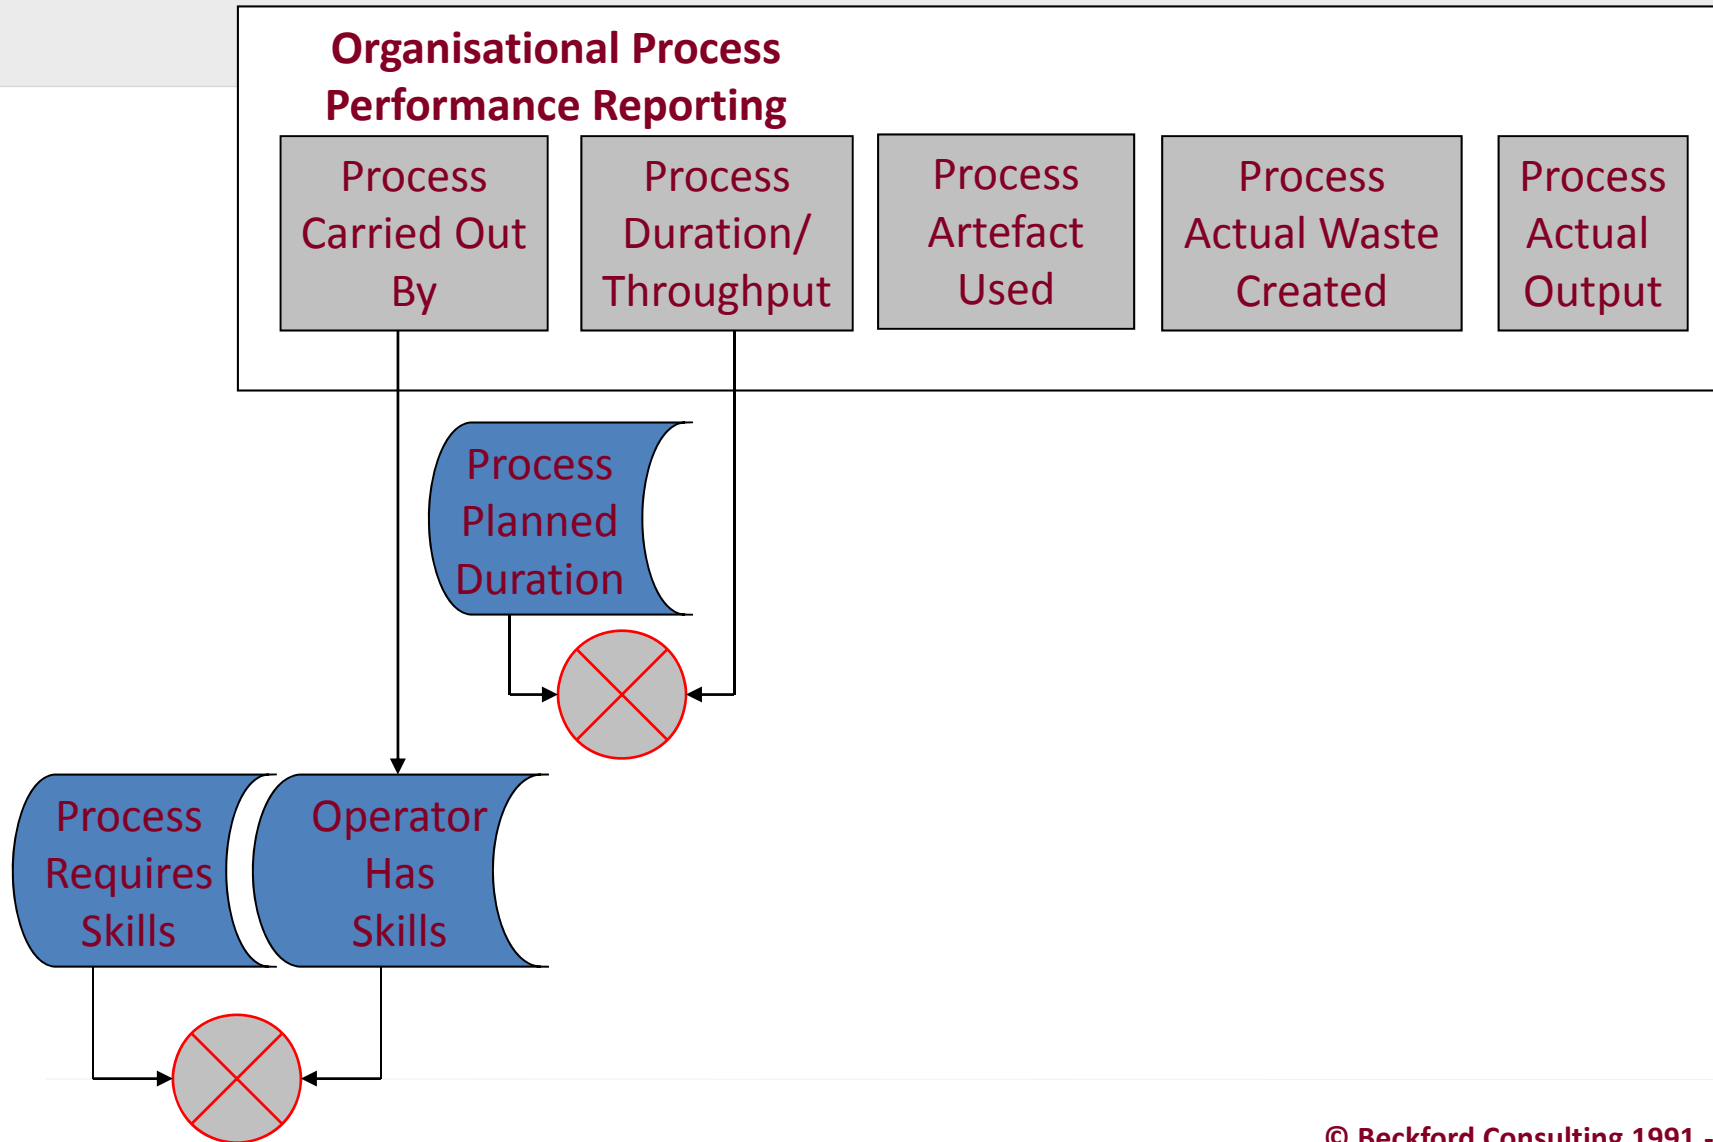 Organisational Process
Performance Reporting
Process
Carried Out
By
Process
Duration/
Throughput
Process
Artefact
Used
Process
Actual Waste
Created
Process
Actual
Output
Process
Planned
Duration
Process
Requires
Skills
Operator
Has
Skills
© Beckford Consulting 1991 -